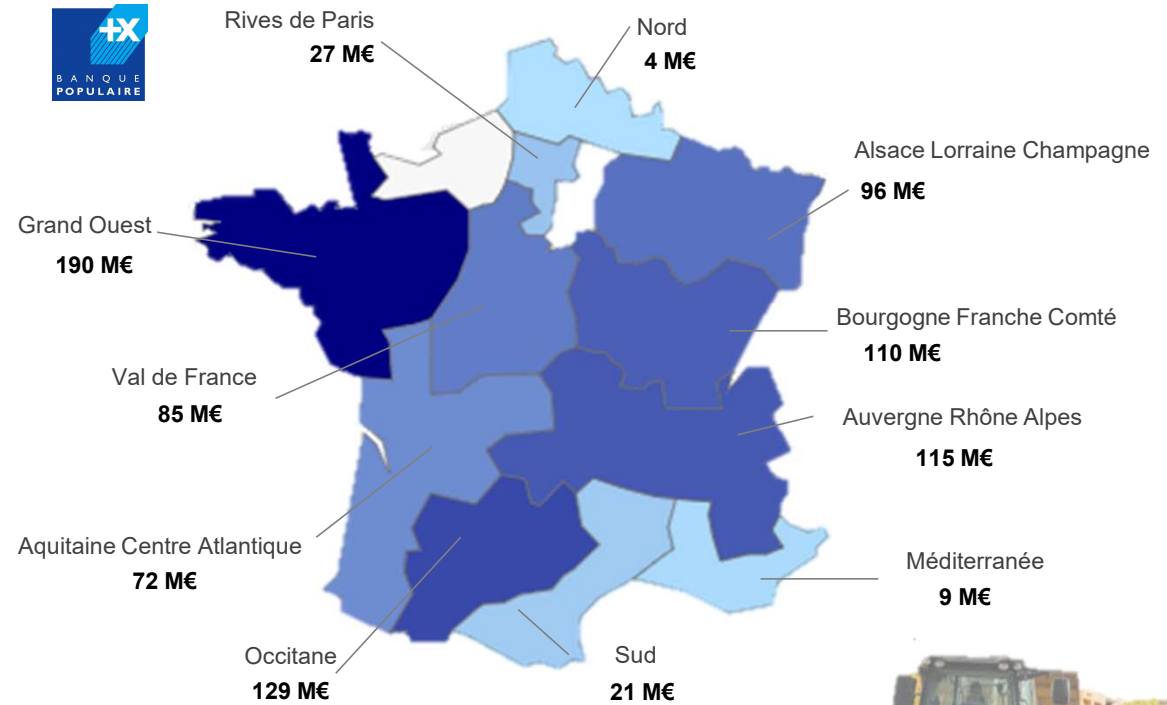 +X
BANQUE
POPULAIRE
Rives de Paris
27 M€
Nord
4 M€
Alsace Lorraine Champagne
96 M€
Grand Ouest
190 M€
Bourgogne Franche Comté
110 M€
Val de France
85 M€
Auvergne Rhône Alpes
115 M€
Aquitaine Centre Atlantique
72 M€
Méditerranée
9 M€
Occitane
129 M€
Sud
21 M€